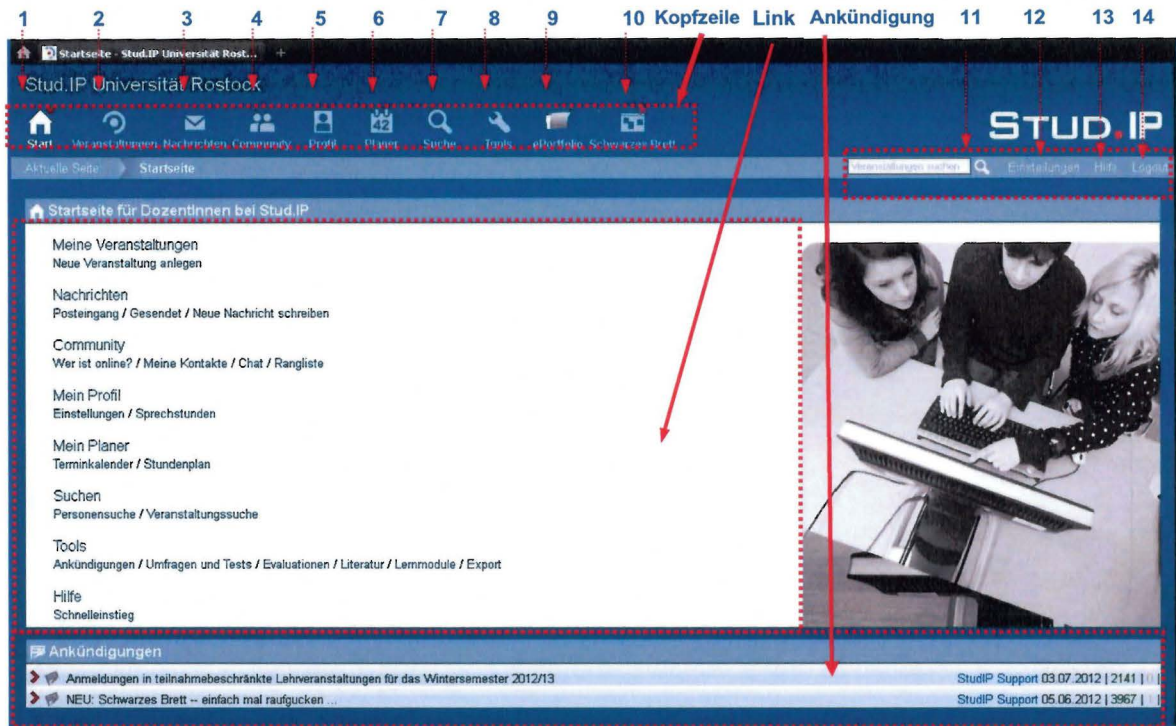 1 2 3 4 5 6 7 8 9 10 Kopfzeile Link Ankündigung 11 12 13 14
Startseite - Stud.IP Universität Rost... +
Stud.IP Universität Rostock
STUD.IP
42
Start Veranstaltungen Nachrichten Community Profil Planer Suche Tools ePortfolio Schwarzes Brett
Aktuelle Seite: Startseite Veranstaltungen suchen Einstellungen Hilfe Logout
Startseite für DozentInnen bei Stud.IP
Meine Veranstaltungen
Neue Veranstaltung anlegen
Nachrichten
Posteingang / Gesendet / Neue Nachricht schreiben
Community
Wer ist online? / Meine Kontakte / Chat / Rangliste
Mein Profil
Einstellungen / Sprechstunden
Mein Planer
Terminkalender / Stundenplan
Suchen
Personensuche / Veranstaltungssuche
Tools
Ankündigungen / Umfragen und Tests / Evaluationen / Literatur / Lernmodule / Export
Hilfe
Schnelleinstieg
Ankündigungen
Anmeldungen in teilnahmebeschränkte Lehrveranstaltungen für das Wintersemester 2012/13 StudIP Support 03.07.2012 | 2141 |
NEU: Schwarzes Brett -- einfach mal raufgucken ... StudIP Support 05.06.2012 | 3967 |